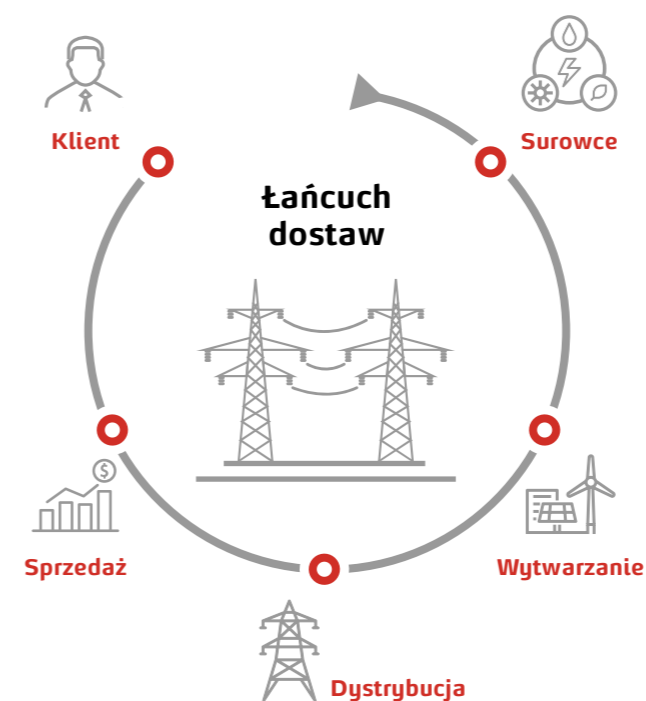 Klient
Surowce
Łańcuch
dostaw
Sprzedaż
$
Wytwarzanie
Dystrybucja